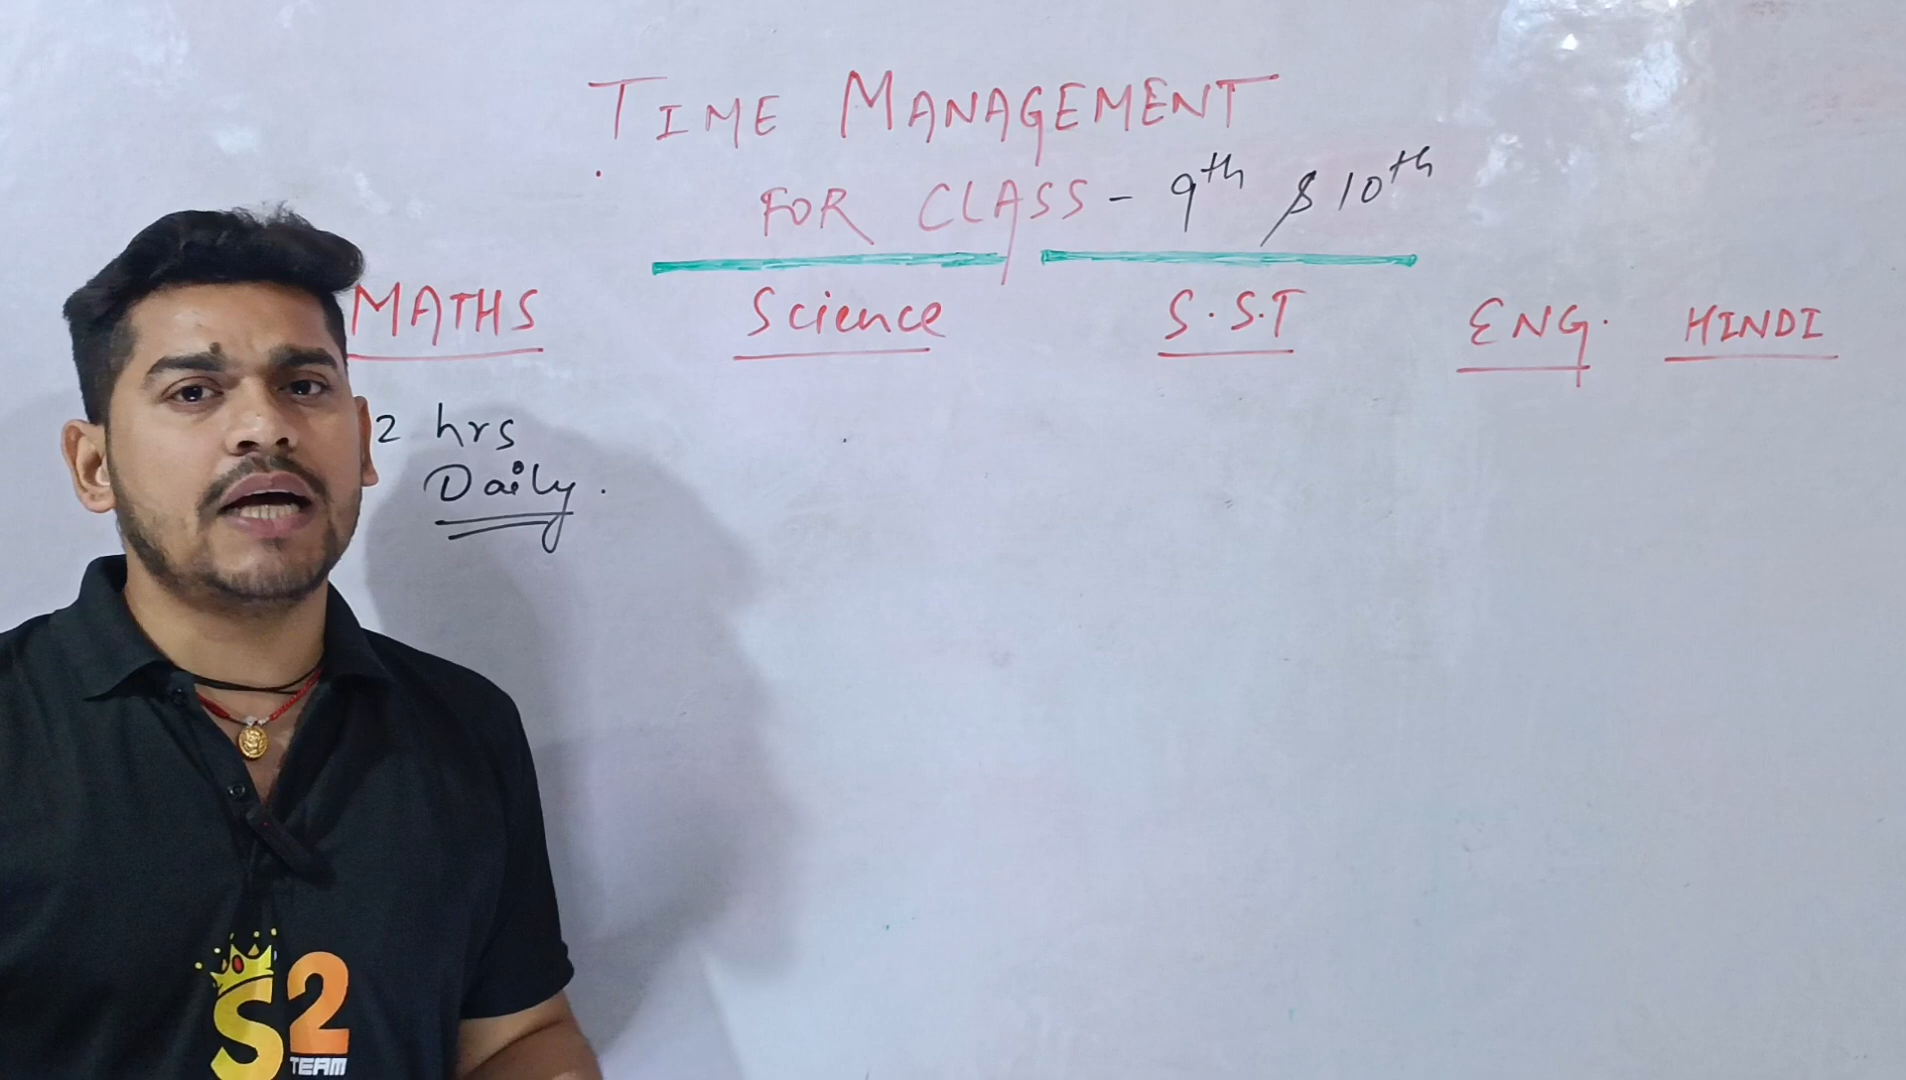 TIME MANAGEMENT
FOR CLASS - 9th & 10th
MATHS Science S.S.T ENG. HINDI
2 hrs
Daily.
S2
TEAM